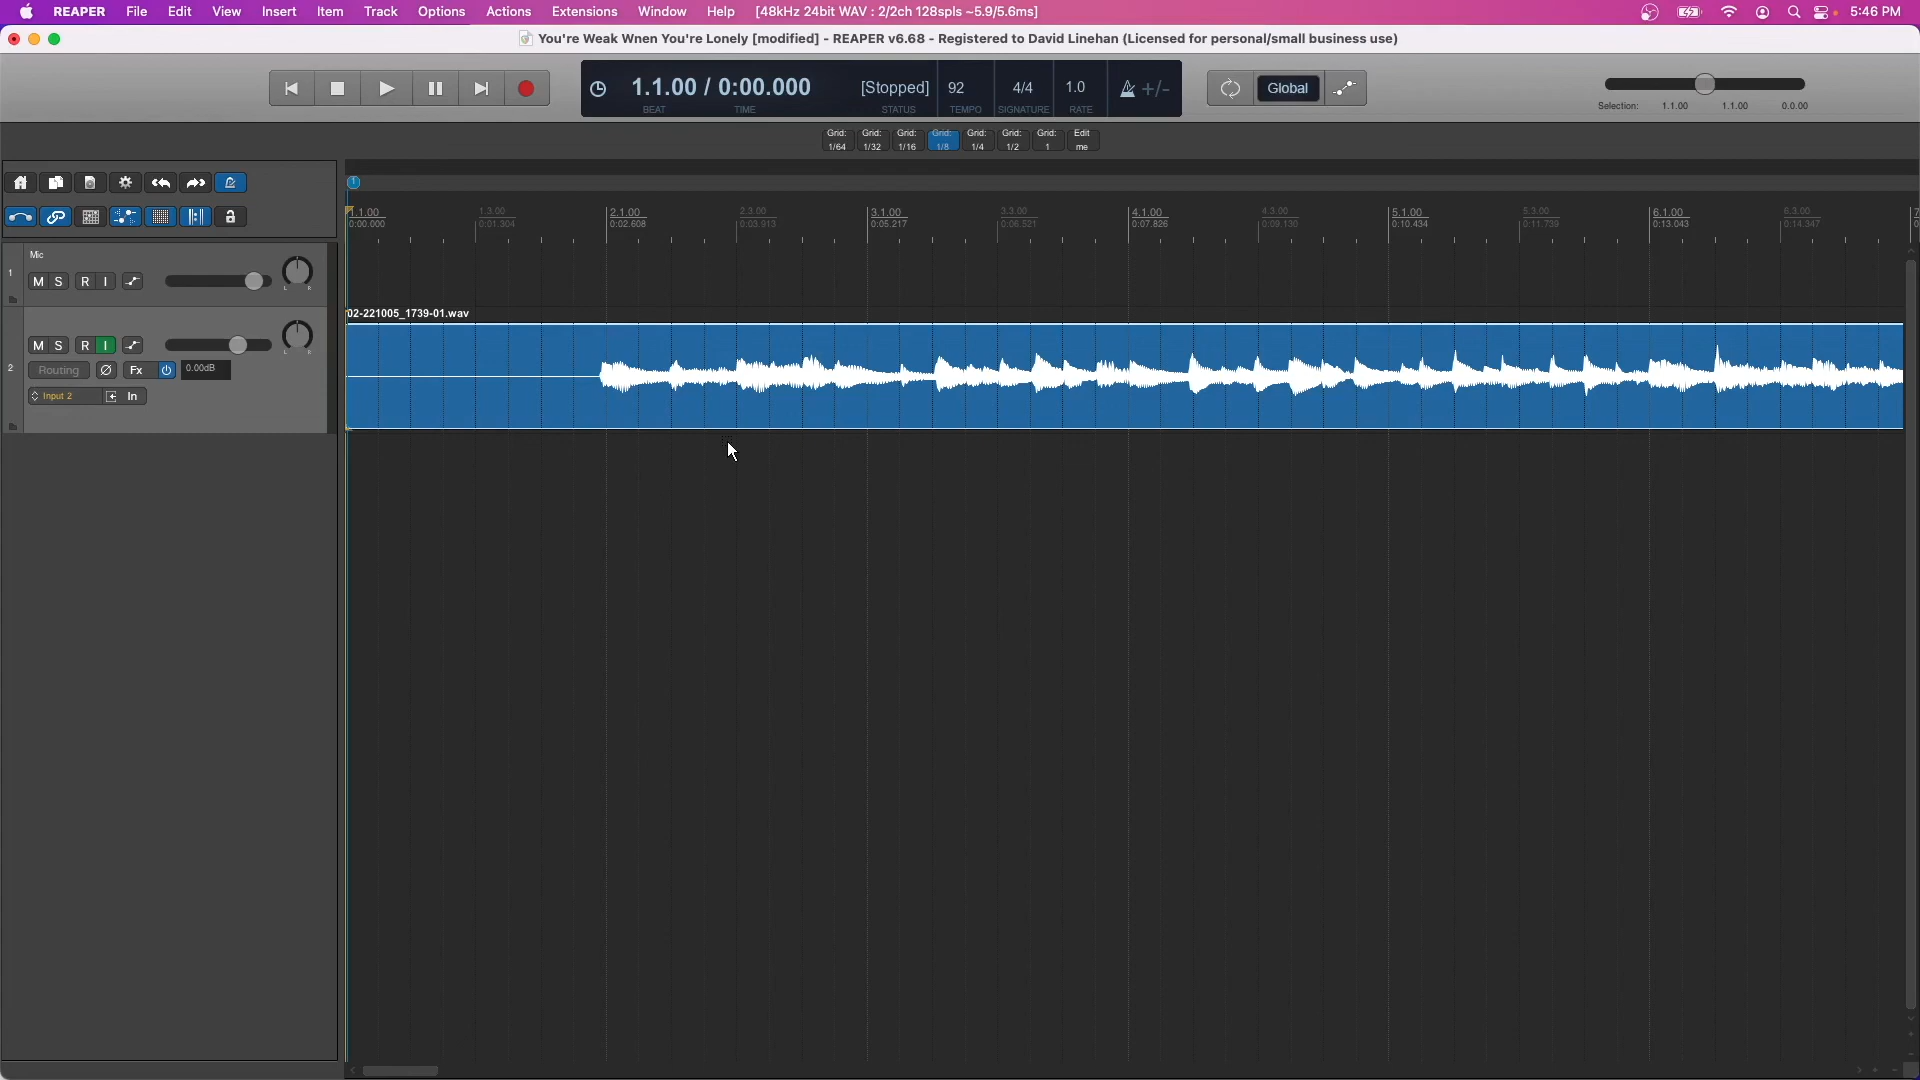 REAPER File Edit View Insert Item Track Options Actions Extensions Window Help [48kHz 24bit WAV : 2/2ch 128spls ~5.9/5.6ms] 5:46 PM
You're Weak Wnen You're Lonely [modified] - REAPER v6.68 - Registered to David Linehan (Licensed for personal/small business use)
1.1.00 / 0:00.000 [Stopped] 92 4/4 1.0 +/- Global
BEAT TIME STATUS TEMPO SIGNATURE RATE
Selection: 1.1.00 1.1.00 0.0.00
Grid: Grid: Grid: Grid: Grid: Grid: Grid: Edit
1/64 1/32 1/16 1/8 1/4 1/2 1 me
1
1.1.00 1.3.00 2.1.00 2.3.00 3.1.00 3.3.00 4.1.00 4.3.00 5.1.00 5.3.00 6.1.00 6.3.00 7
0:00.000 0:01.304 0:02.608 0:03.913 0:05.217 0:06.521 0:07.826 0:09.130 0:10.434 0:11.739 0:13.043 0:14.347 0
Mic
1 M S R I L R
02-221005_1739-01.wav
M S R I L R
2 Routing Fx 0.00dB
Input 2 In